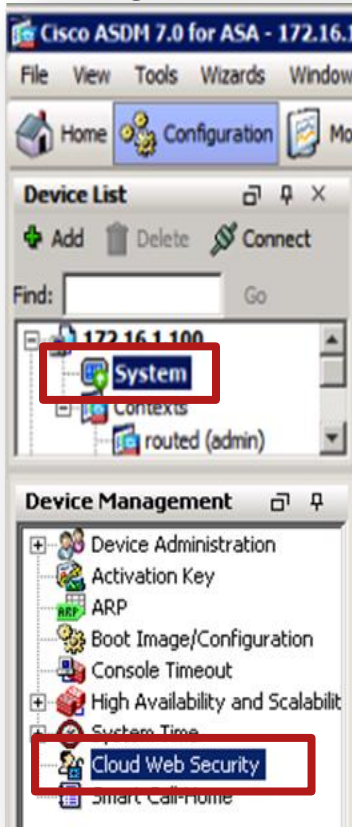 Cisco ASDM 7.0 for ASA - 172.16.1
File View Tools Wizards Window
Home Configuration Mo
Device List
Add Delete Connect
Find: Go
172.16.1.100
System
Contexts
routed (admin)
Device Management
Device Administration
Activation Key
ARP ARP
Boot Image/Configuration
Console Timeout
High Availability and Scalabilit
System Time
Cloud Web Security
Smart Call-Home